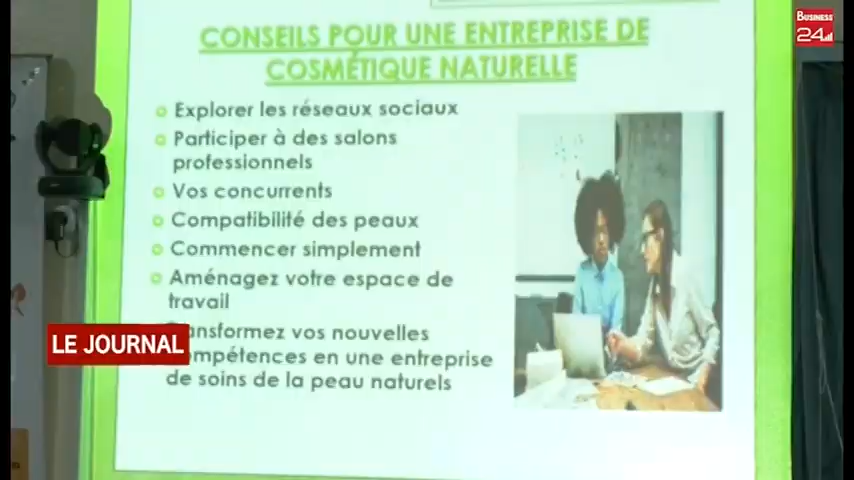 BUSINESS
24
CONSEILS POUR UNE ENTREPRISE DE
COSMÉTIQUE NATURELLE
Explorer les réseaux sociaux
Participer à des salons
professionnels
Vos concurrents
Compatibilité des peaux
Commencer simplement
Aménagez votre espace de
travail
ansformez vos nouvelles
LE JOURNAL
ompétences en une entreprise
de soins de la peau naturels